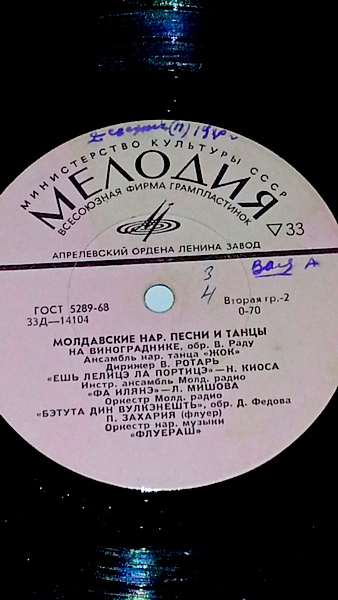 МИНИСТЕРСТВО КУЛЬТУРЫ СССР
МЕЛОДИЯ
ВСЕСОЮЗНАЯ ФИРМА ГРАМПЛАСТИНОК
33
АПРЕЛЕВСКИЙ ОРДЕНА ЛЕНИНА ЗАВОД
3
4
ГОСТ 5289-68
Вторая гр.-2
33Д—14104
0-70
МОЛДАВСКИЕ НАР. ПЕСНИ И ТАНЦЫ
НА ВИНОГРАДНИКЕ, обр. В. Раду
Ансамбль нар. танца «ЖОК»
Дирижер В. РОТАРЬ
«ЕШЬ ЛЕЛИЦЭ ЛА ПОРТИЦЭ»—Н. КИОСА
Инстр. ансамбль Молд. радио
«ФА ИЛЯНЭ»—Л. МИШОВА
Оркестр Молд. радио
«БЭТУТА ДИН ВУЛКЭНЕШТЬ», обр. Д. Федова
П. ЗАХАРИЯ (флуер)
Оркестр нар. музыки
«ФЛУЕРАШ»